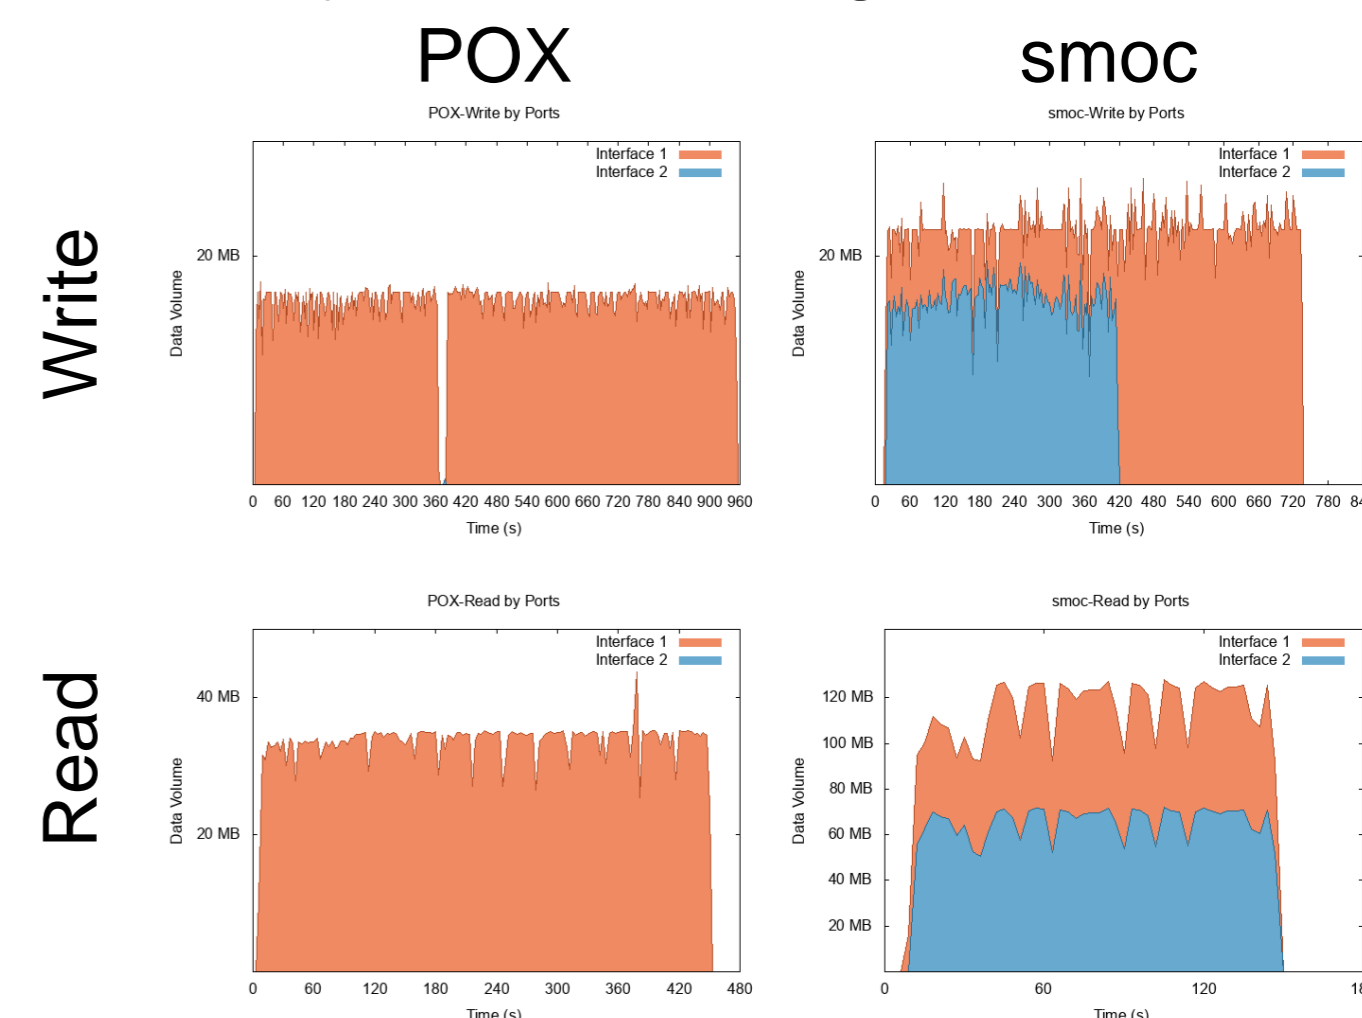 POX
smoc
Write
Read
POX-Write by Ports
Interface 1
Interface 2
20 MB
Data Volume
0 60 120 180 240 300 360 420 480 540 600 660 720 780 840 900 960
Time (s)
smoc-Write by Ports
Interface 1
Interface 2
20 MB
Data Volume
0 60 120 180 240 300 360 420 480 540 600 660 720 780
Time (s)
POX-Read by Ports
Interface 1
Interface 2
40 MB
20 MB
Data Volume
0 60 120 180 240 300 360 420 480
Time (s)
smoc-Read by Ports
Interface 1
Interface 2
120 MB
100 MB
80 MB
60 MB
40 MB
20 MB
Data Volume
0 60 120
Time (s)